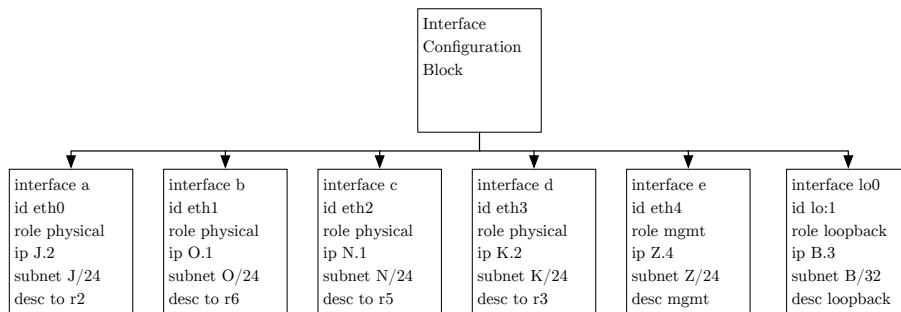 Interface
Configuration
Block
interface a
id eth0
role physical
ip J.2
subnet J/24
desc to r2
interface b
id eth1
role physical
ip O.1
subnet O/24
desc to r6
interface c
id eth2
role physical
ip N.1
subnet N/24
desc to r5
interface d
id eth3
role physical
ip K.2
subnet K/24
desc to r3
interface e
id eth4
role mgmt
ip Z.4
subnet Z/24
desc mgmt
interface lo0
id lo:1
role loopback
ip B.3
subnet B/32
desc loopback